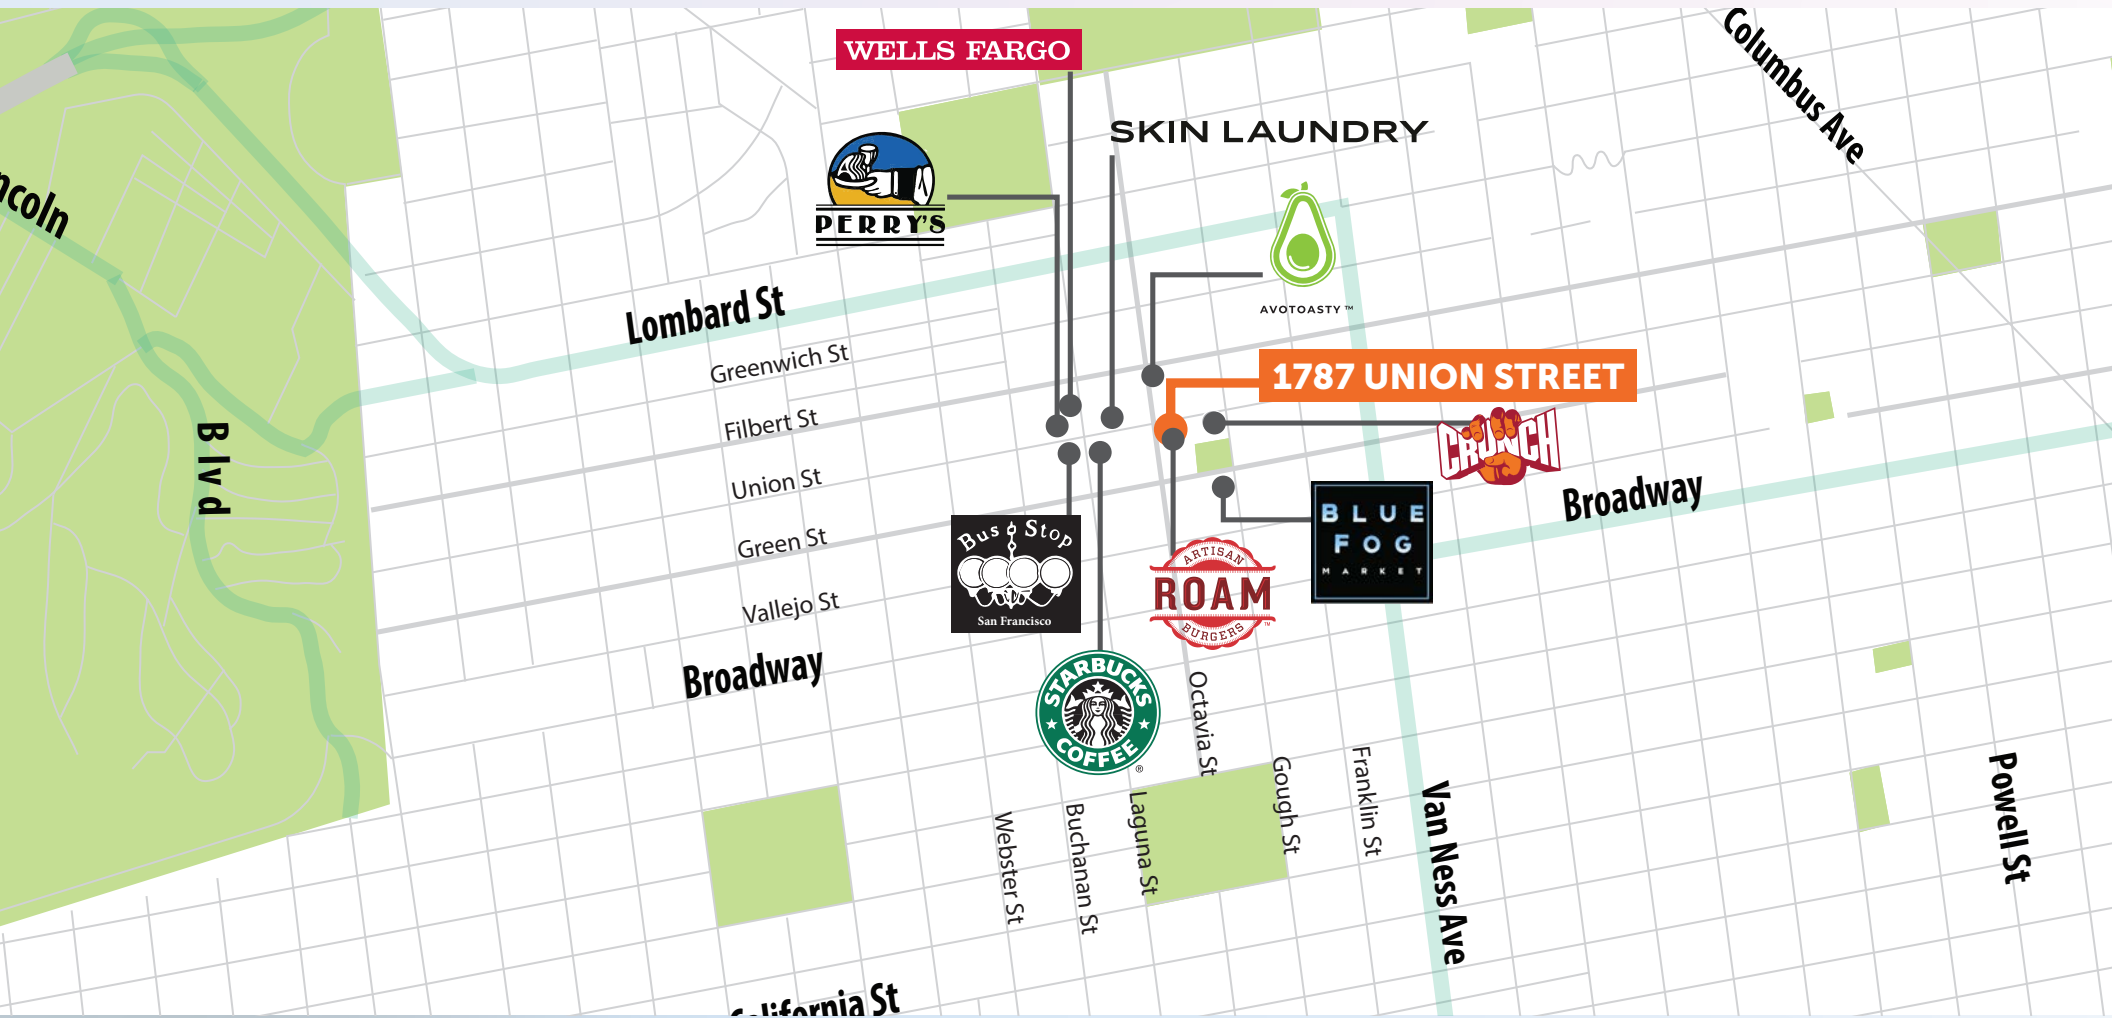 WELLS FARGO
Columbus Ave
SKIN LAUNDRY
PERRY'S
ncoln
AVOTOASTY™
Lombard St
Greenwich St
1787 UNION STREET
Filbert St
CRUNCH
Blvd
Union St
Broadway
BLUE
FOG
MARKET
Green St
Bus Stop
San Francisco
ARTISAN
ROAM
BURGERS™
Vallejo St
Broadway
STARBUCKS
COFFEE®
Octavia St
Gough St
Franklin St
Van Ness Ave
Powell St
Webster St
Buchanan St
Laguna St
California St